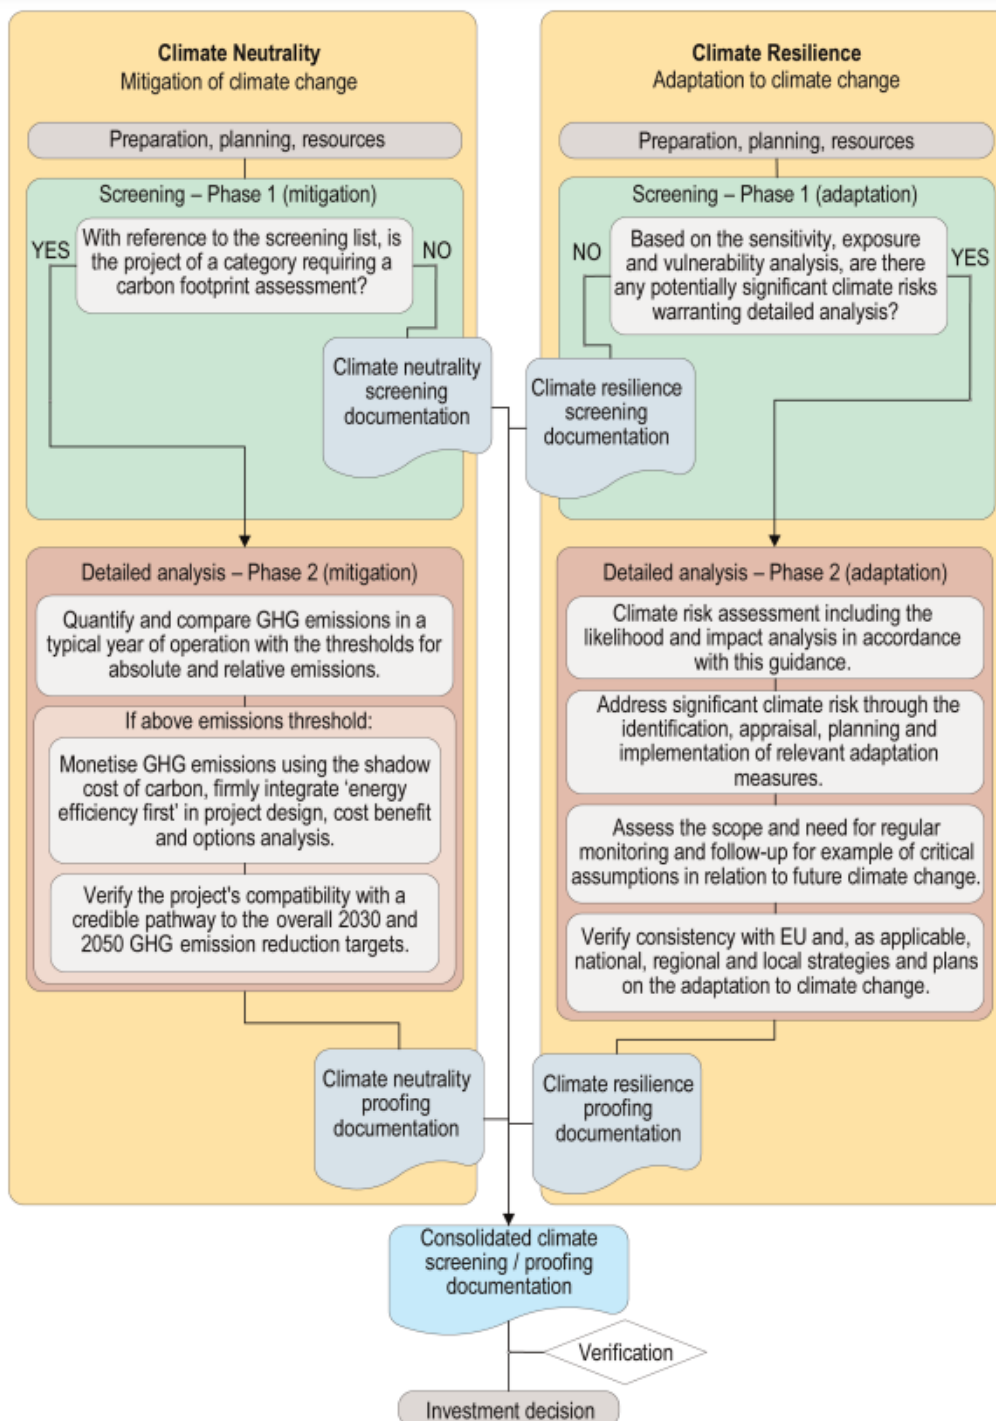 Climate Neutrality
Mitigation of climate change
Preparation, planning, resources
Screening – Phase 1 (mitigation)
YES
With reference to the screening list, is
the project of a category requiring a
carbon footprint assessment?
NO
Climate neutrality
screening
documentation
Detailed analysis – Phase 2 (mitigation)
Quantify and compare GHG emissions in a
typical year of operation with the thresholds for
absolute and relative emissions.
If above emissions threshold:
Monetise GHG emissions using the shadow
cost of carbon, firmly integrate ‘energy
efficiency first’ in project design, cost benefit
and options analysis.
Verify the project's compatibility with a
credible pathway to the overall 2030 and
2050 GHG emission reduction targets.
Climate neutrality
proofing
documentation
Climate Resilience
Adaptation to climate change
Preparation, planning, resources
Screening – Phase 1 (adaptation)
NO
Based on the sensitivity, exposure
and vulnerability analysis, are there
any potentially significant climate risks
warranting detailed analysis?
YES
Climate resilience
screening
documentation
Detailed analysis – Phase 2 (adaptation)
Climate risk assessment including the
likelihood and impact analysis in accordance
with this guidance.
Address significant climate risk through the
identification, appraisal, planning and
implementation of relevant adaptation
measures.
Assess the scope and need for regular
monitoring and follow-up for example of critical
assumptions in relation to future climate change.
Verify consistency with EU and, as applicable,
national, regional and local strategies and plans
on the adaptation to climate change.
Climate resilience
proofing
documentation
Consolidated climate
screening / proofing
documentation
Verification
Investment decision